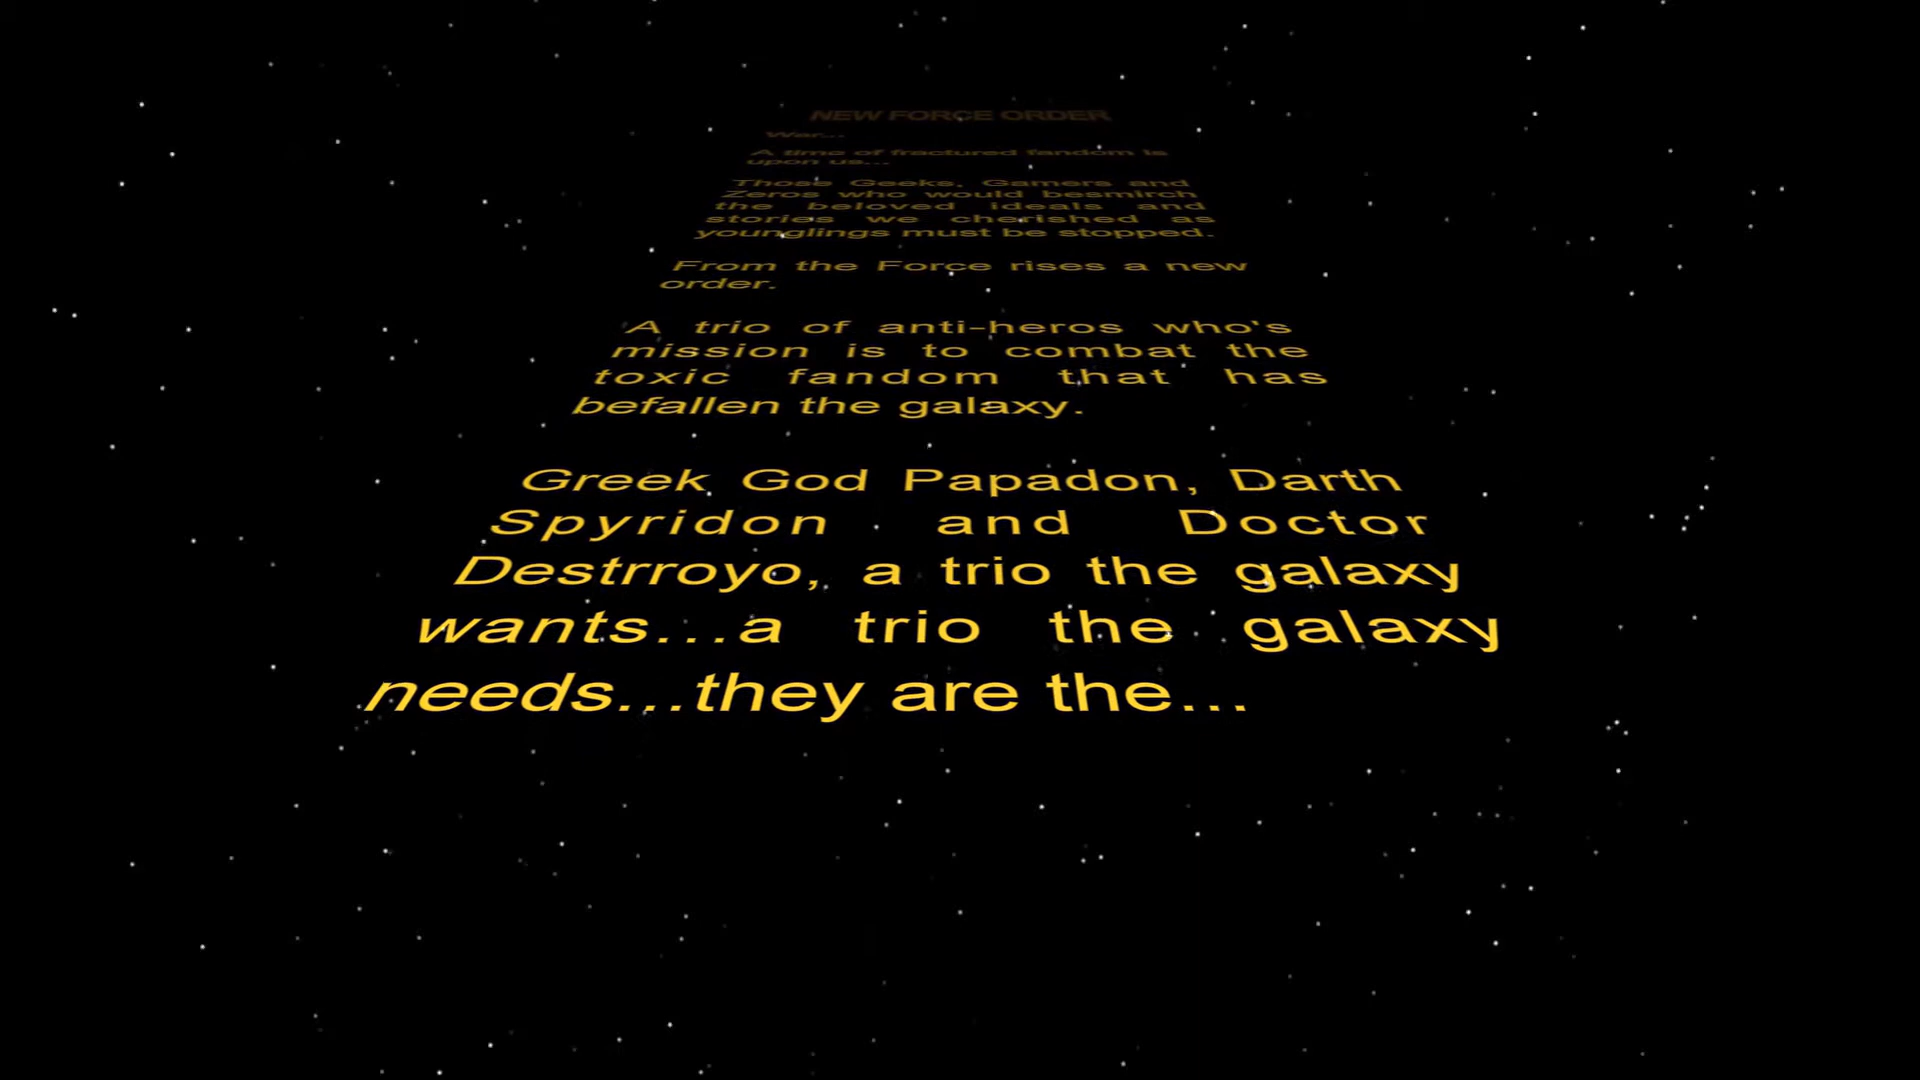 NEW FORCE ORDER
War...
A time of fractured fandom is
upon us...
Those Geeks, Gamers and
Zeros who would besmirch
the beloved ideals and
stories we cherished as
younglings must be stopped.
From the Force rises a new
order.
A trio of anti-heros who's
mission is to combat the
toxic fandom that has
befallen the galaxy.
Greek God Papadon, Darth
Spyridon and Doctor
Destrroyo, a trio the galaxy
wants...a trio the galaxy
needs...they are the...